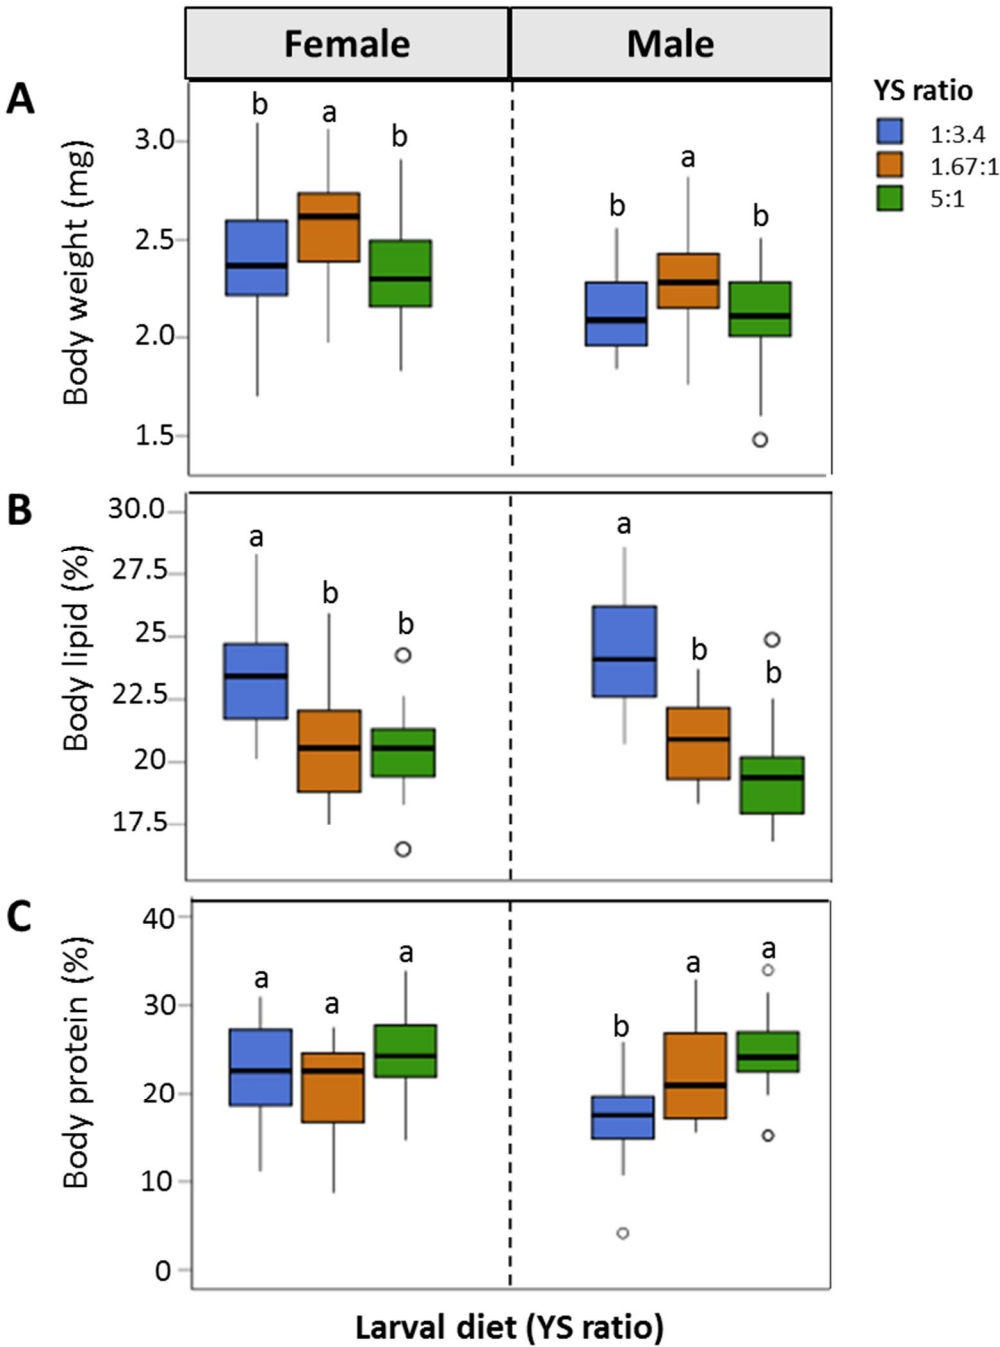 Female Male
YS ratio
1:3.4
1.67:1
5:1
A
Body weight (mg)
3.0
2.5
2.0
1.5
b a b b a b
B
Body lipid (%)
30.0
27.5
25
22.5
20
17.5
a b b a b b
C
Body protein (%)
40
30
20
10
0
a a a b a a
Larval diet (YS ratio)